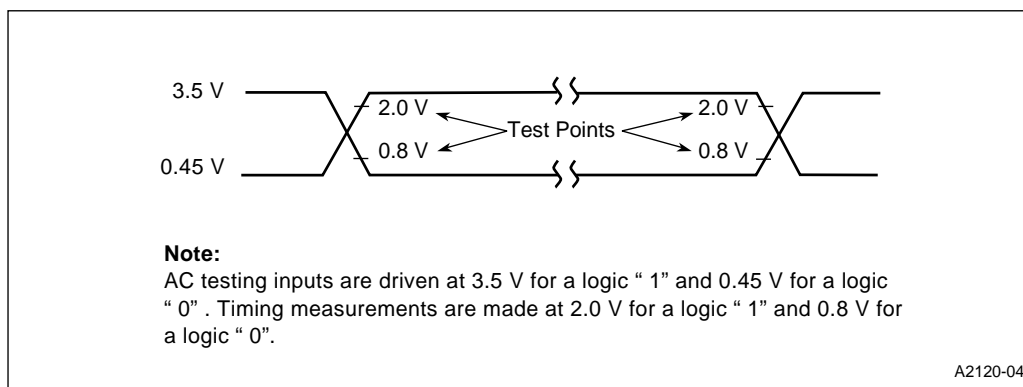 3.5 V
2.0 V
2.0 V
Test Points
0.8 V
0.8 V
0.45 V
Note:
AC testing inputs are driven at 3.5 V for a logic “ 1” and 0.45 V for a logic
“ 0” . Timing measurements are made at 2.0 V for a logic “ 1” and 0.8 V for
a logic “ 0”.
A2120-04